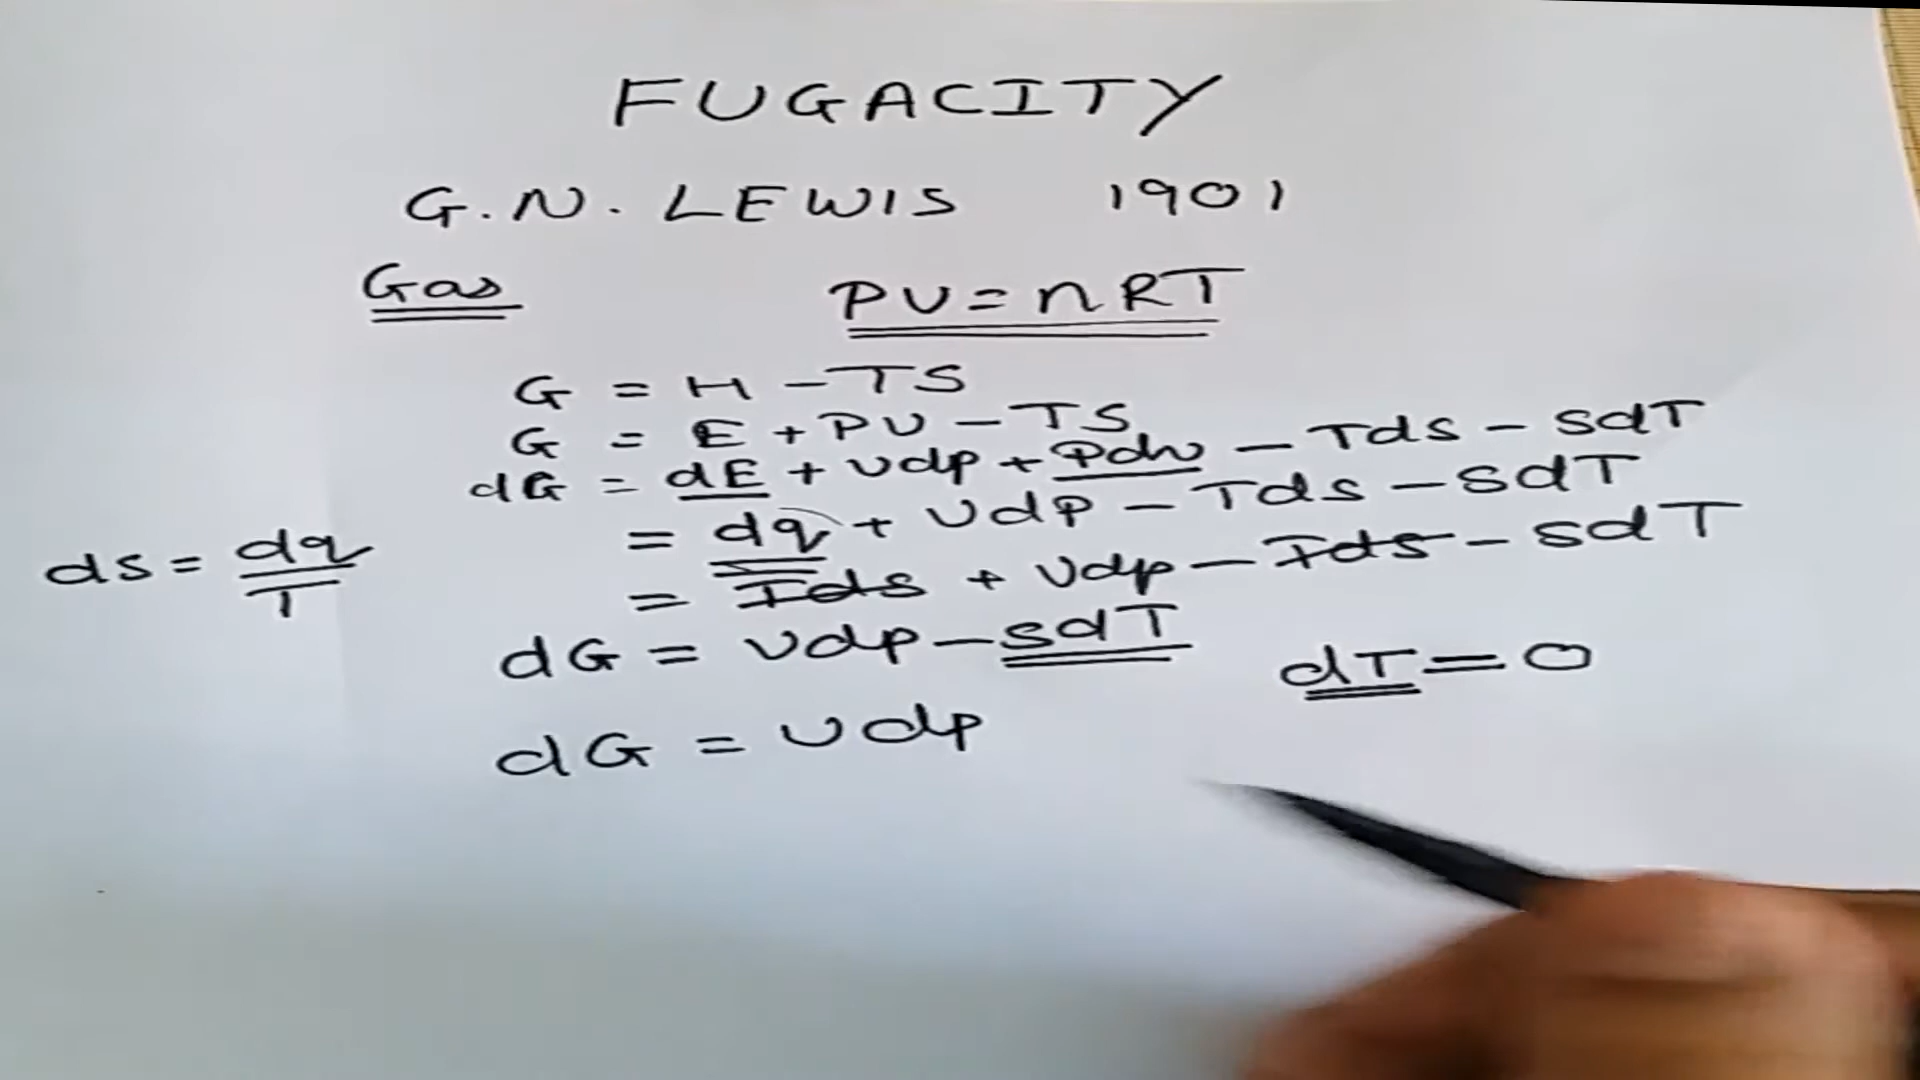 FUGACITY
G.N. LEWIS 1901
Gas PV=nRT
G = H - TS
G = E + PV - TS
dG = dE + vdp + Pdv - Tds - sdT
= dq + vdp - Tds - sdT
ds = dq/T
= Tds + vdp - Tds - sdT
dG = vdp - sdT dT=0
dG = vdp